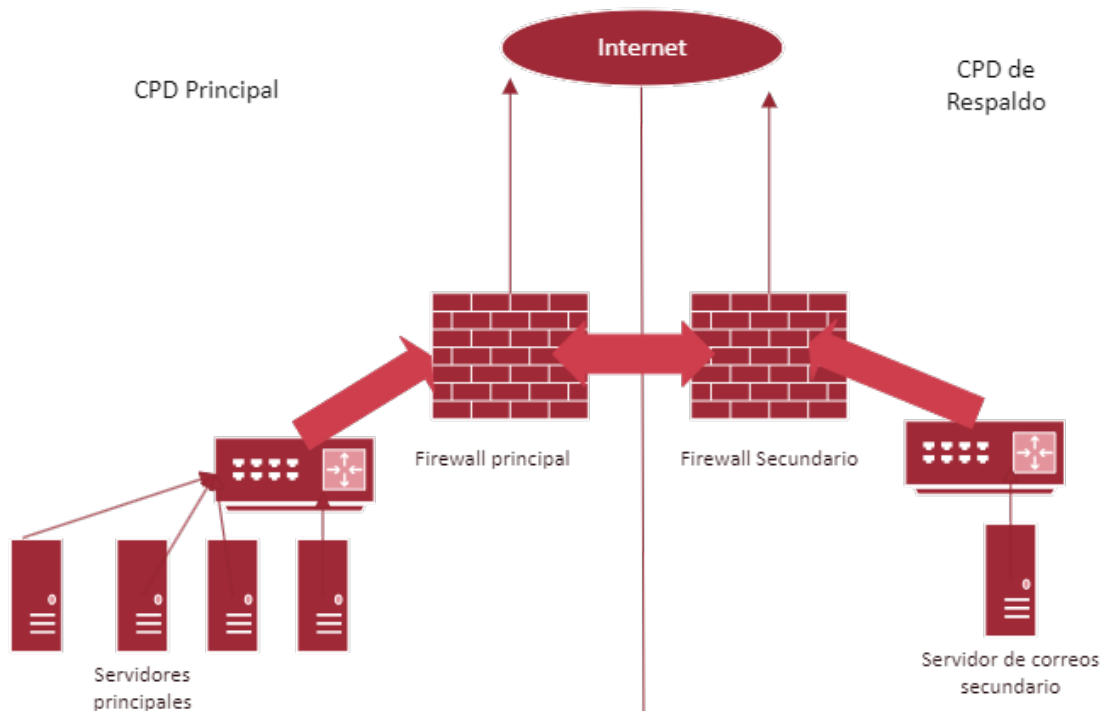 Internet
CPD Principal
CPD de
Respaldo
Firewall principal
Firewall Secundario
Servidores
principales
Servidor de correos
secundario